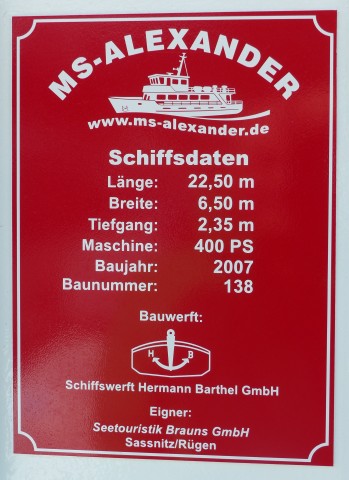 MS-ALEXANDER
www.ms-alexander.de
Schiffsdaten
Länge: 22,50 m
Breite: 6,50 m
Tiefgang: 2,35 m
Maschine: 400 PS
Baujahr: 2007
Baunummer: 138
Bauwerft:
H B
Schiffswerft Hermann Barthel GmbH
Eigner:
Seetouristik Brauns GmbH
Sassnitz/Rügen